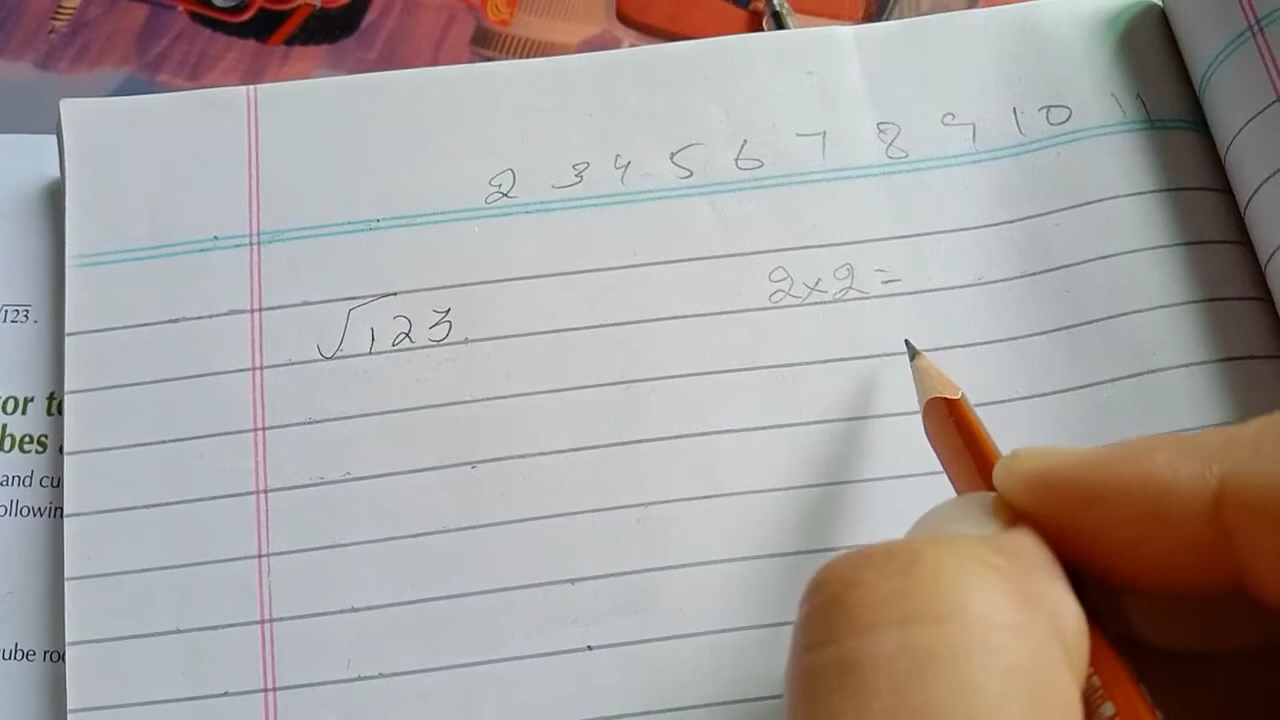 2 3 4 5 6 7 8 9 10 11
2×2=
√123.
√123.
or to
bes
and cu
ollowin
ube ro